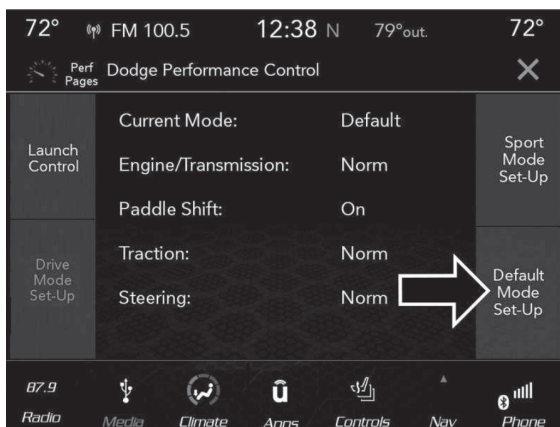 72° FM 100.5 12:38 N 79°out. 72°
Perf Pages Dodge Performance Control
Launch Control
Current Mode: Default
Engine/Transmission: Norm
Paddle Shift: On
Traction: Norm
Steering: Norm
Sport Mode Set-Up
Drive Mode Set-Up
Default Mode Set-Up
87.9
Radio Media Climate Apps Controls Nav Phone